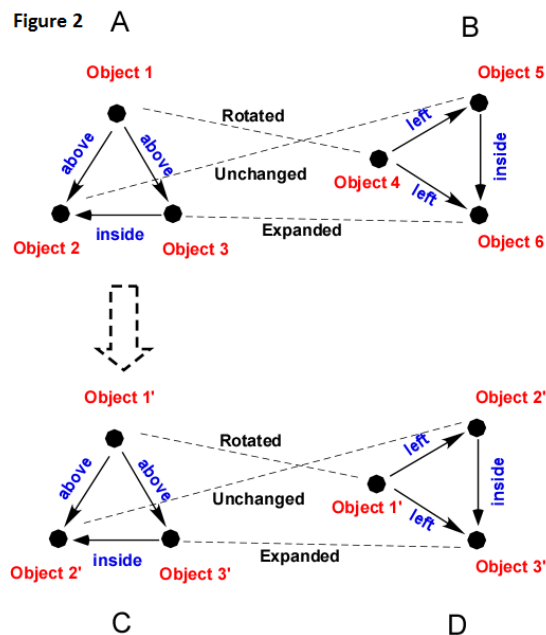 Figure 2
A
B
Object 1
Object 5
Rotated
left
above
above
Unchanged
Object 4
left
inside
inside
Object 2
Object 3
Expanded
Object 6
Object 1'
Object 2'
Rotated
left
above
above
Unchanged
Object 1'
left
inside
inside
Object 2'
Object 3'
Expanded
Object 3'
C
D